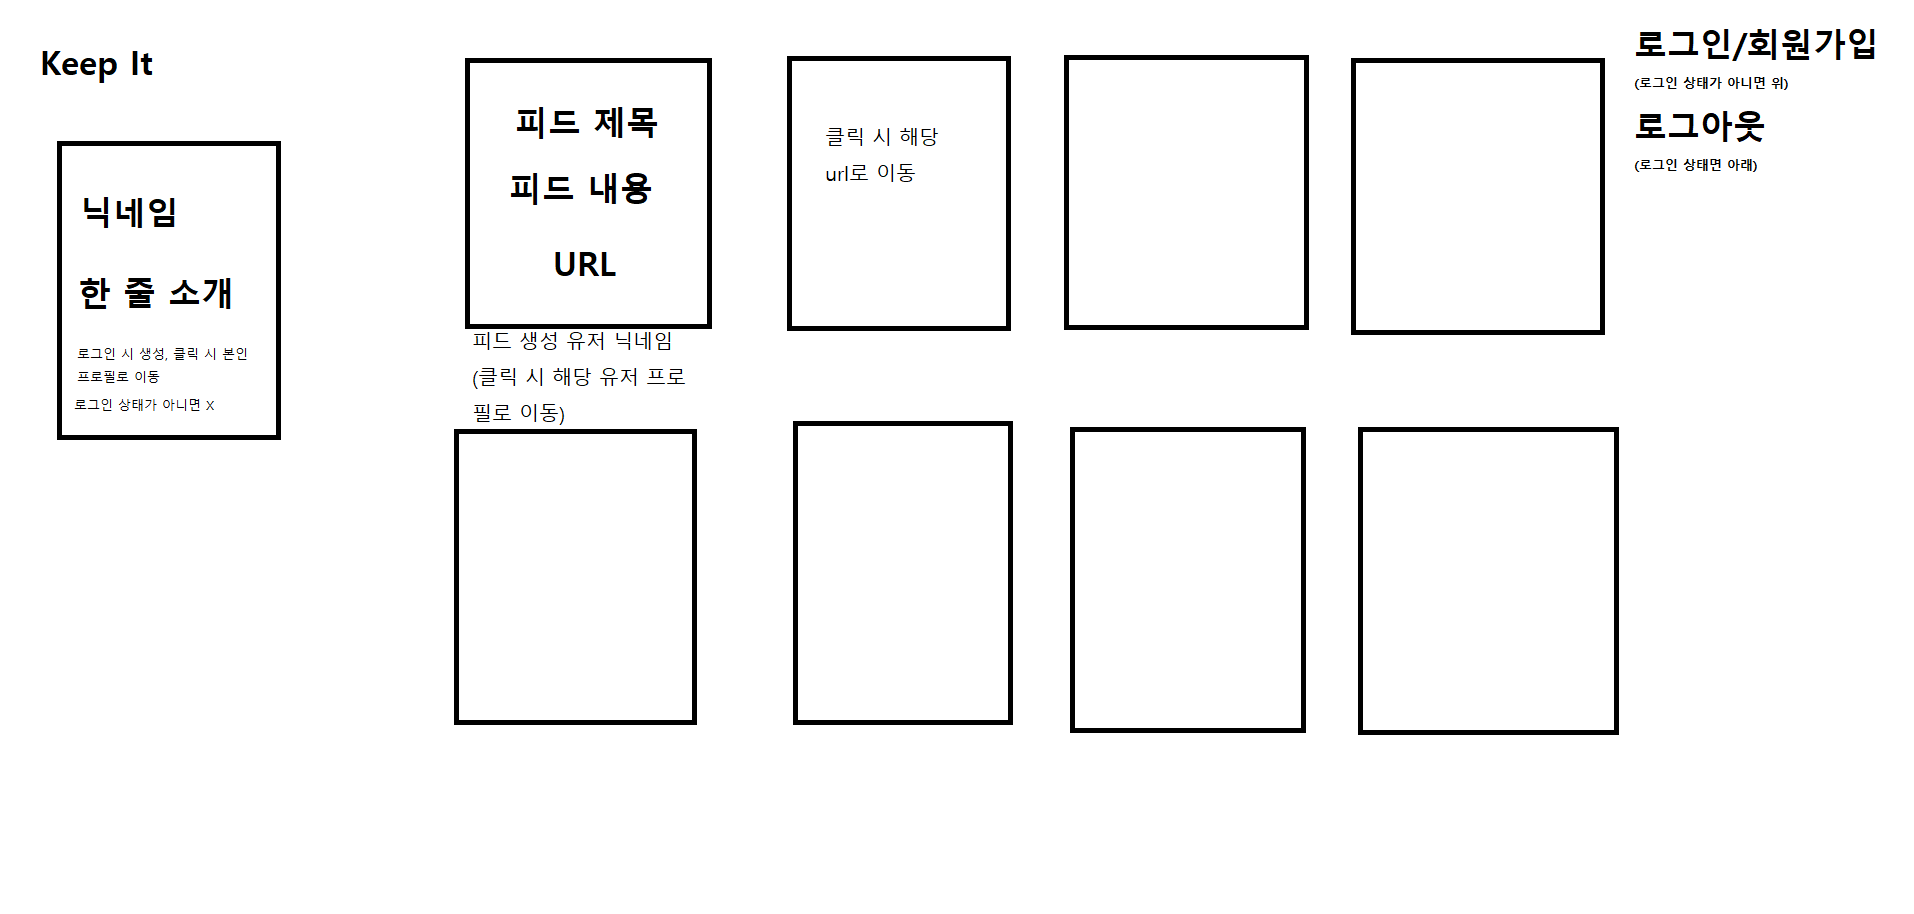 Keep It
닉네임
한 줄 소개
로그인 시 생성, 클릭 시 본인
프로필로 이동
로그인 상태가 아니면 X
피드 제목
피드 내용
URL
피드 생성 유저 닉네임
(클릭 시 해당 유저 프로
필로 이동)
클릭 시 해당
url로 이동
로그인/회원가입
(로그인 상태가 아니면 위)
로그아웃
(로그인 상태면 아래)